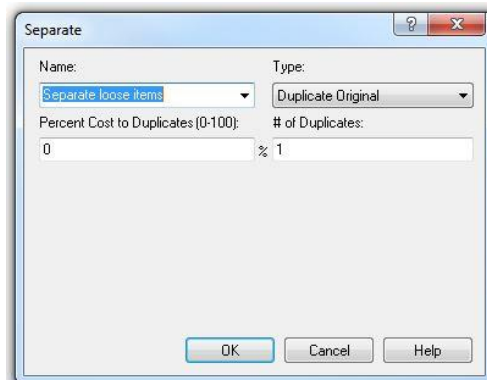 Separate
Name: Type:
Separate loose items Duplicate Original
Percent Cost to Duplicates (0-100): # of Duplicates:
0 % 1
OK Cancel Help